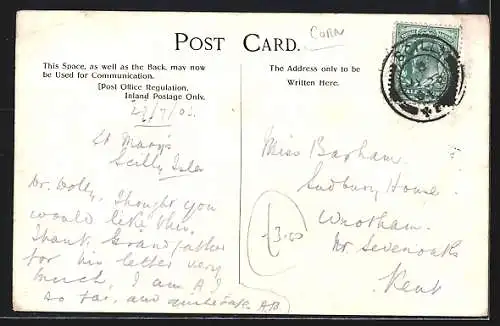 CORN
POST CARD.
This Space, as well as the Back, may now
be Used for Communication.
[Post Office Regulation.
Inland Postage Only.
The Address only to be
Written Here.
St Mary's
Scilly Isles
Dr. Dolly, Thought you
would like this.
Thank Grandfather
for his letter very
much, I am A1
so far, and
AB
Miss Barham.
Sudbury House.
Wrotham.
Nr Sevenoaks
Kent
£3.50